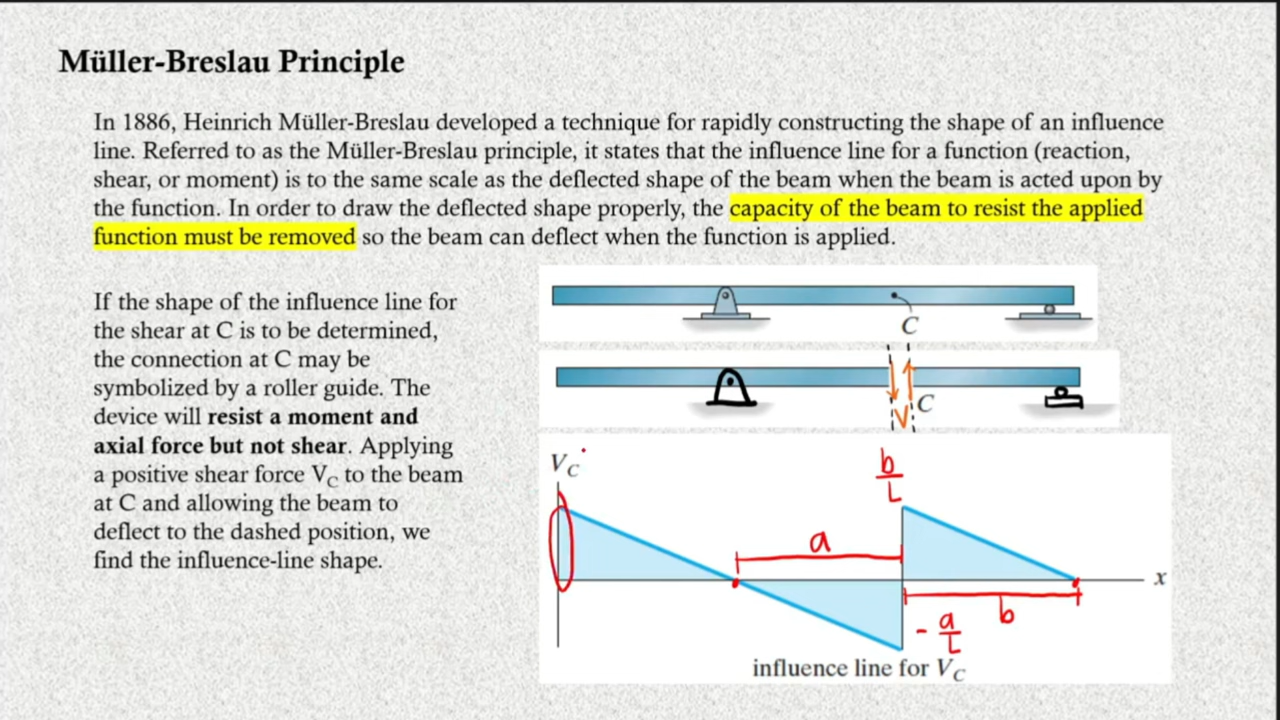 Müller-Breslau Principle
In 1886, Heinrich Müller-Breslau developed a technique for rapidly constructing the shape of an influence
line. Referred to as the Müller-Breslau principle, it states that the influence line for a function (reaction,
shear, or moment) is to the same scale as the deflected shape of the beam when the beam is acted upon by
the function. In order to draw the deflected shape properly, the capacity of the beam to resist the applied
function must be removed so the beam can deflect when the function is applied.
If the shape of the influence line for
the shear at C is to be determined,
the connection at C may be
symbolized by a roller guide. The
device will resist a moment and
axial force but not shear. Applying
a positive shear force VC to the beam
at C and allowing the beam to
deflect to the dashed position, we
find the influence-line shape.
C
C
V
VC
b/L
a
x
b
- a/L
influence line for VC